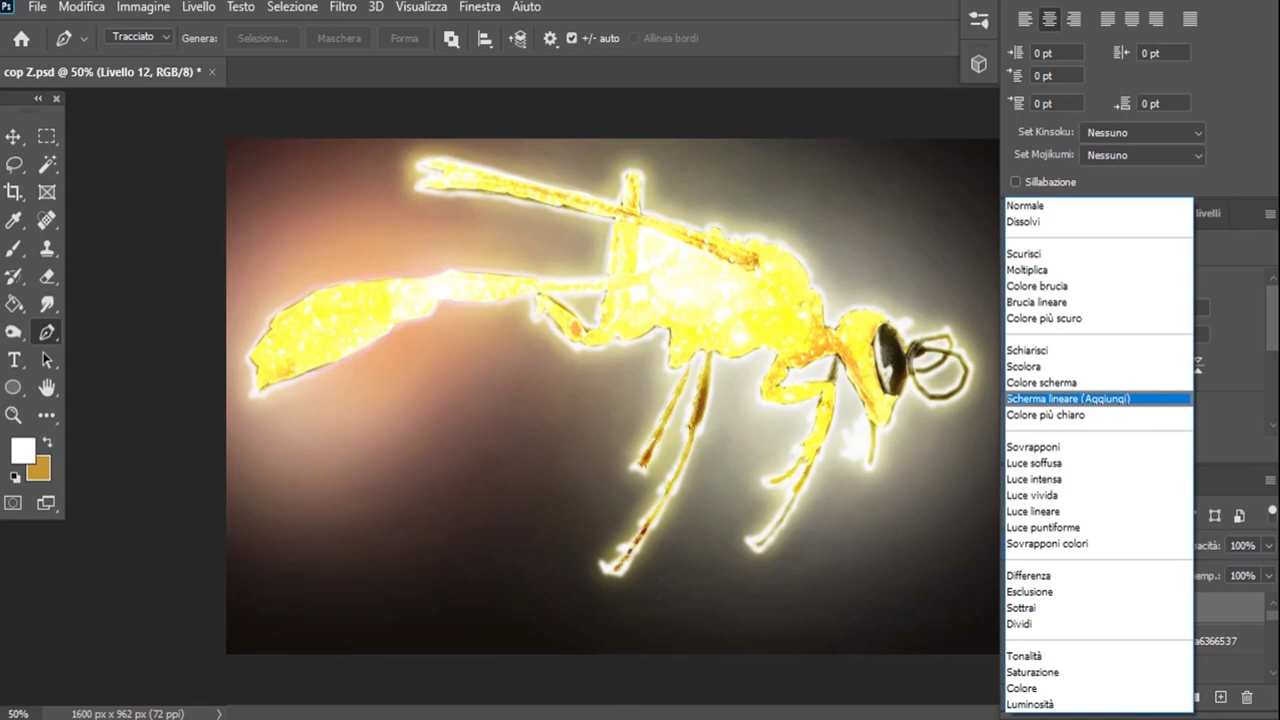 Ps File Modifica Immagine Livello Testo Selezione Filtro 3D Visualizza Finestra Aiuto
Tracciato Genera: Selezione... Maschera Forma +/- auto Allinea bordi
cop Z.psd @ 50% (Livello 12, RGB/8) * ×
0 pt 0 pt
0 pt
0 pt 0 pt
Set Kinsoku: Nessuno
Set Mojikumi: Nessuno
Sillabazione
livelli
Normale
Dissolvi
Scurisci
Moltiplica
Colore brucia
Brucia lineare
Colore più scuro
Schiarisci
Scolora
Colore scherma
Scherma lineare (Aggiungi)
Colore più chiaro
Sovrapponi
Luce soffusa
Luce intensa
Luce vivida
Luce lineare
Luce puntiforme
Sovrapponi colori
Differenza
Esclusione
Sottrai
Dividi
Tonalità
Saturazione
Colore
Luminosità
pacità: 100%
emp.: 100%
a6366537
50% 1600 px x 962 px (72 ppi)